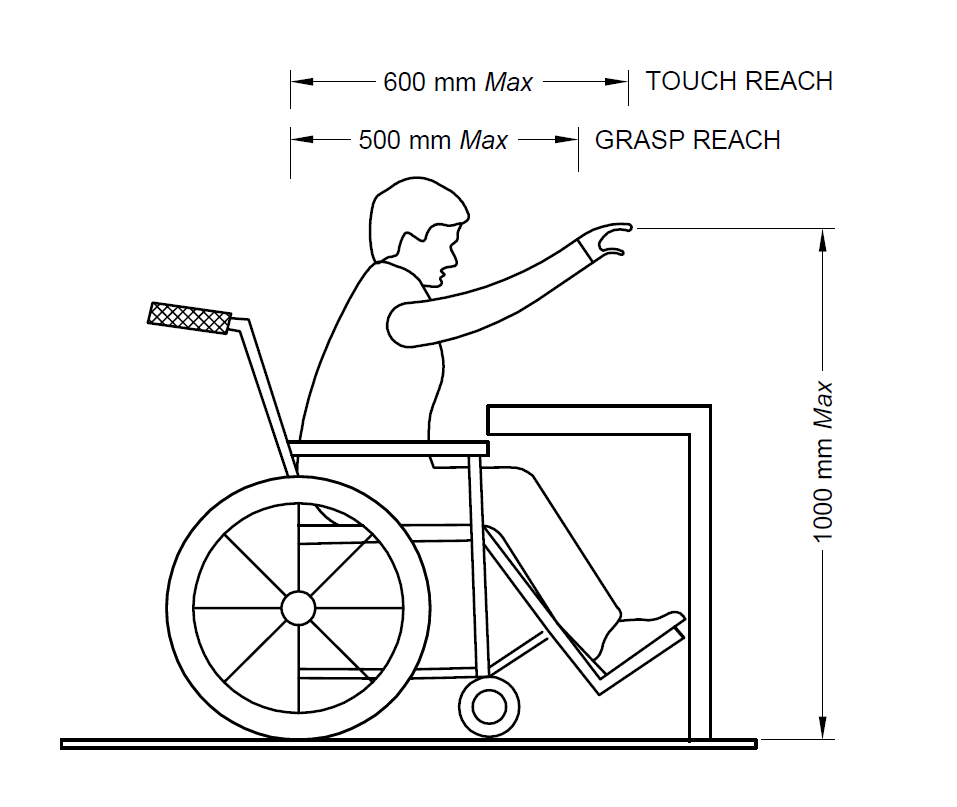 600 mm Max TOUCH REACH
500 mm Max GRASP REACH
1000 mm Max